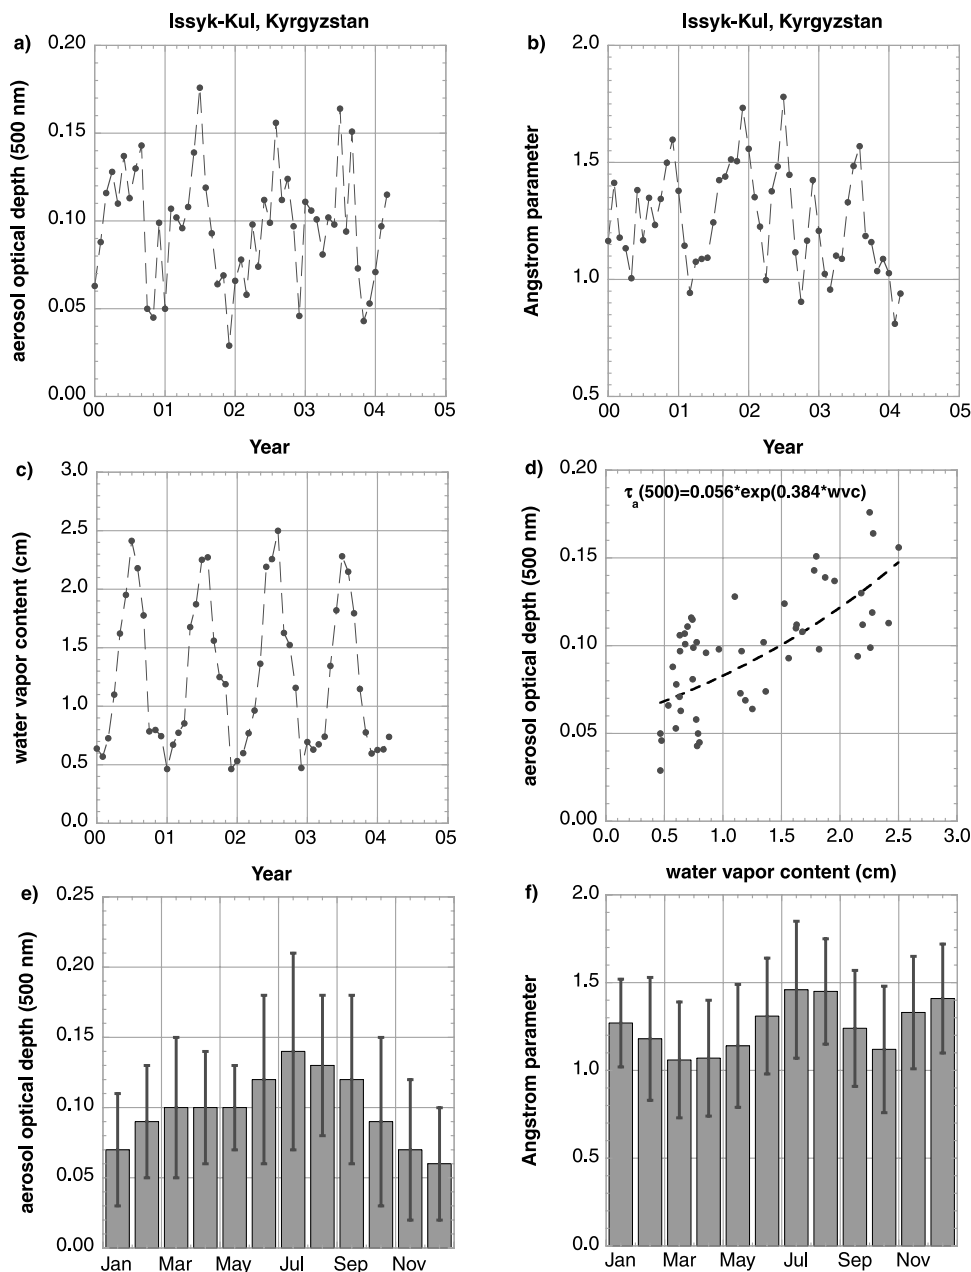 Issyk-Kul, Kyrgyzstan
a)
0.20
0.15
0.10
0.05
0.00
aerosol optical depth (500 nm)
00 01 02 03 04 05
Year
Issyk-Kul, Kyrgyzstan
b)
2.0
1.5
1.0
0.5
Angstrom parameter
00 01 02 03 04 05
Year
c)
3.0
2.5
2.0
1.5
1.0
0.5
0.0
water vapor content (cm)
00 01 02 03 04 05
Year
d)
0.20
0.15
0.10
0.05
0.00
aerosol optical depth (500 nm)
τa(500)=0.056*exp(0.384*wvc)
0.0 0.5 1.0 1.5 2.0 2.5 3.0
water vapor content (cm)
e)
0.25
0.20
0.15
0.10
0.05
0.00
aerosol optical depth (500 nm)
Jan Mar May Jul Sep Nov
f)
2.0
1.5
1.0
0.5
0.0
Angstrom parameter
Jan Mar May Jul Sep Nov